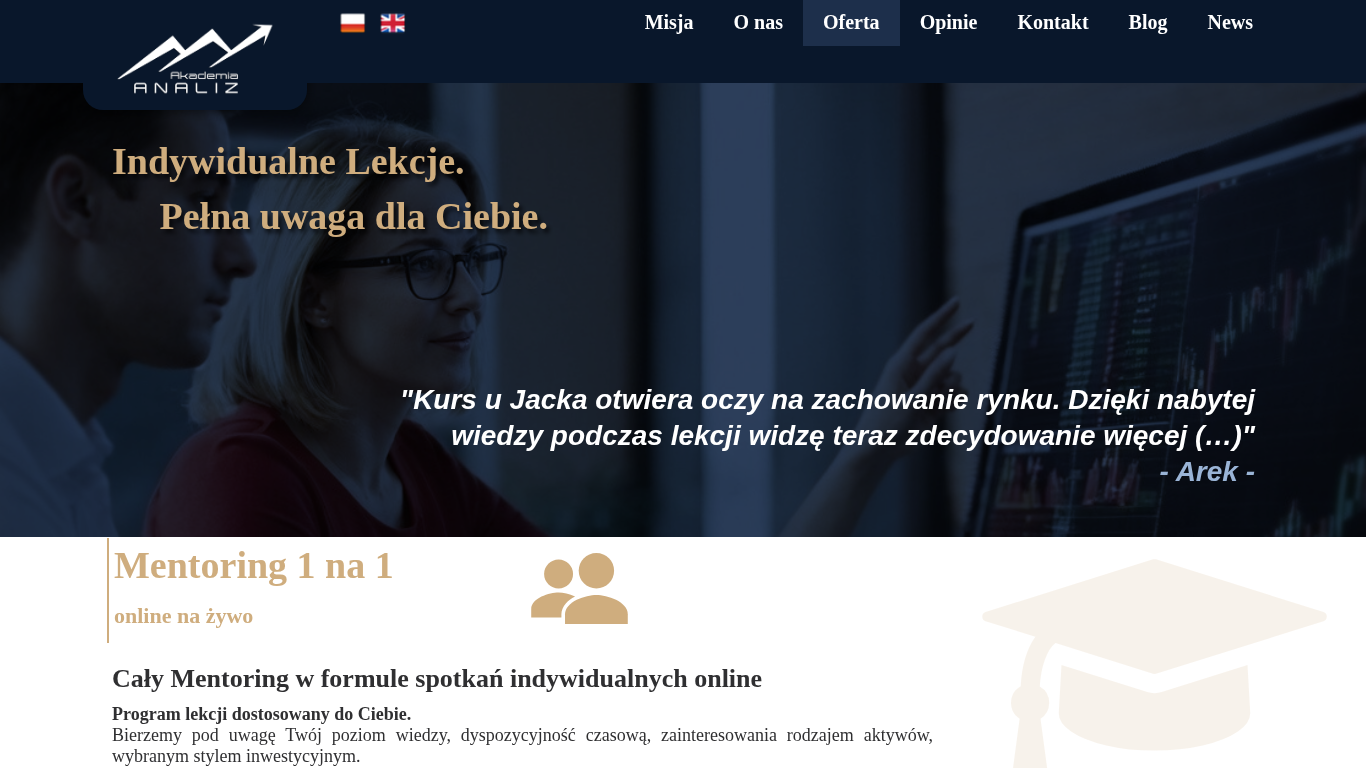 Akademia
ANALIZ
Misja O nas Oferta Opinie Kontakt Blog News
Indywidualne Lekcje.
Pełna uwaga dla Ciebie.
"Kurs u Jacka otwiera oczy na zachowanie rynku. Dzięki nabytej
wiedzy podczas lekcji widzę teraz zdecydowanie więcej (…)"
- Arek -
Mentoring 1 na 1
online na żywo
Cały Mentoring w formule spotkań indywidualnych online
Program lekcji dostosowany do Ciebie.
Bierzemy pod uwagę Twój poziom wiedzy, dyspozycyjność czasową, zainteresowania rodzajem aktywów,
wybranym stylem inwestycyjnym.